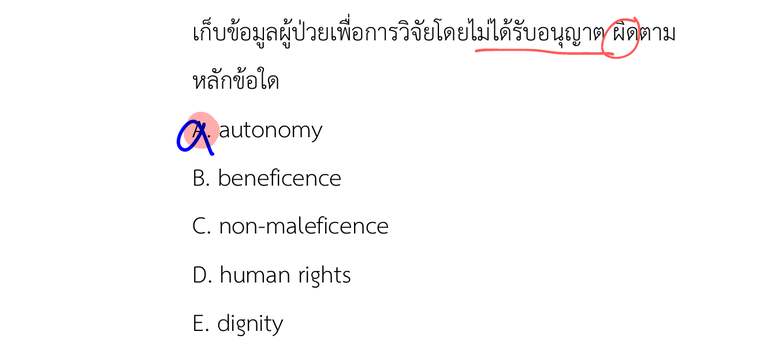 เก็บข้อมูลผู้ป่วยเพื่อการวิจัยโดยไม่ได้รับอนุญาต ผิดตาม
หลักข้อใด
A. autonomy
B. beneficence
C. non-maleficence
D. human rights
E. dignity